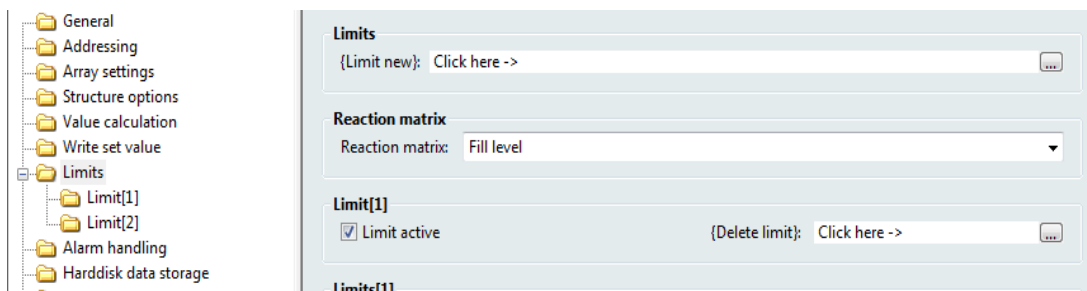 General
Addressing
Array settings
Structure options
Value calculation
Write set value
Limits
Limit[1]
Limit[2]
Alarm handling
Harddisk data storage
Limits
{Limit new}: Click here -> ...
Reaction matrix
Reaction matrix: Fill level
Limit[1]
Limit active {Delete limit}: Click here -> ...
Limits[1]